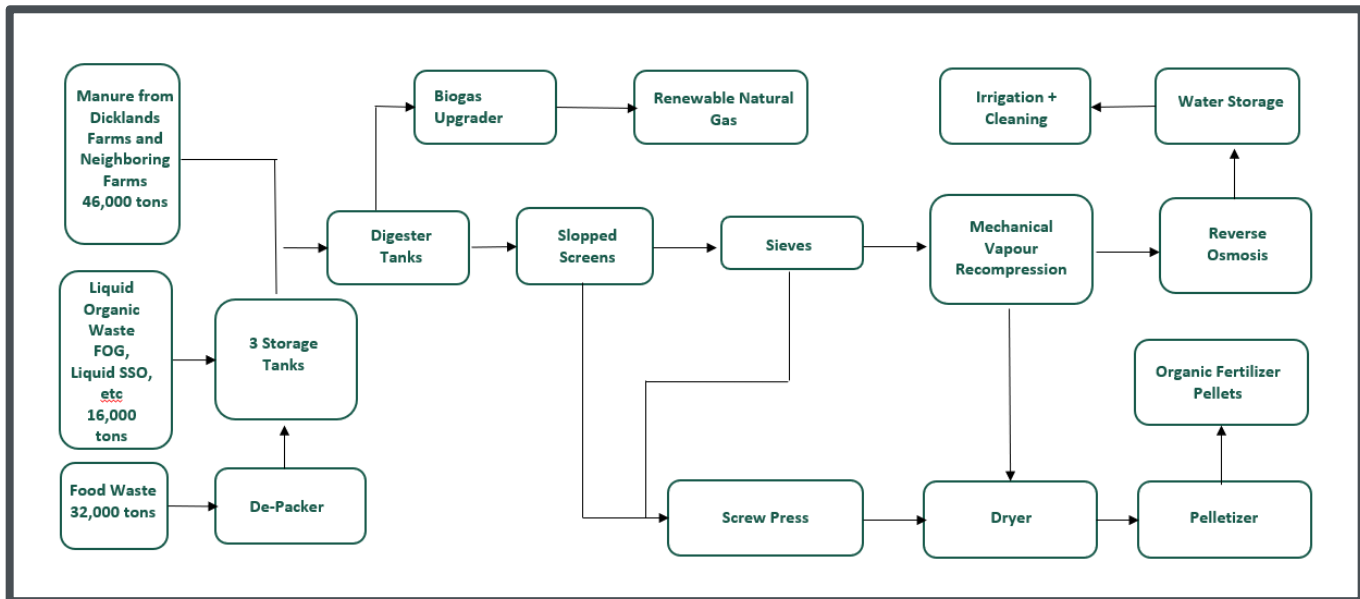 Manure from
Dicklands
Farms and
Neighboring
Farms
46,000 tons
Liquid
Organic
Waste
FOG,
Liquid SSO,
etc
16,000
tons
Food Waste
32,000 tons
De-Packer
3 Storage
Tanks
Digester
Tanks
Biogas
Upgrader
Renewable Natural
Gas
Slopped
Screens
Sieves
Mechanical
Vapour
Recompression
Reverse
Osmosis
Water Storage
Irrigation +
Cleaning
Screw Press
Dryer
Pelletizer
Organic Fertilizer
Pellets